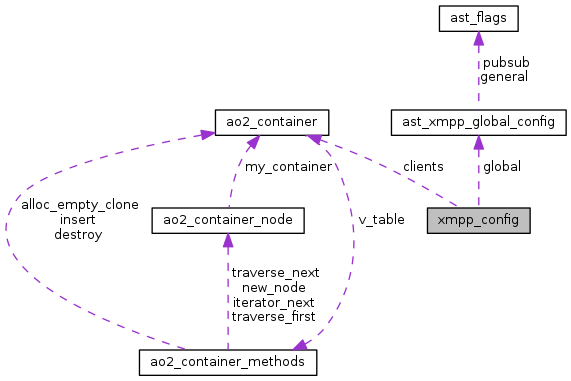 ast_flags
pubsub
general
ao2_container
ast_xmpp_global_config
my_container
clients
global
alloc_empty_clone
insert
destroy
ao2_container_node
v_table
xmpp_config
traverse_next
new_node
iterator_next
traverse_first
ao2_container_methods